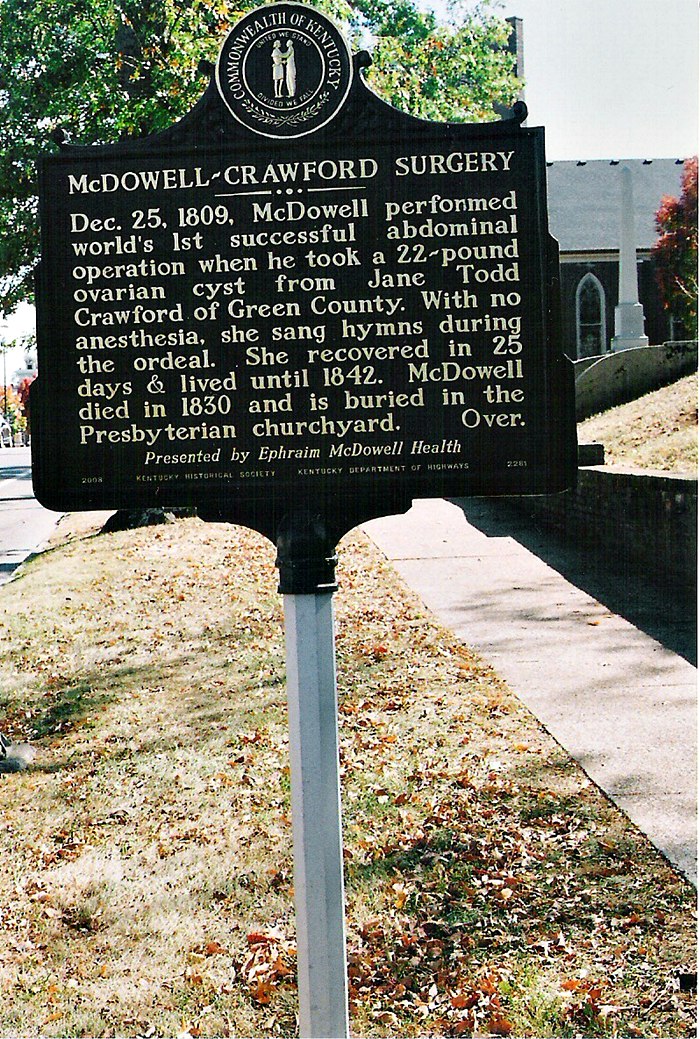 COMMONWEALTH OF KENTUCKY
UNITED WE STAND
DIVIDED WE FALL
McDOWELL-CRAWFORD SURGERY
Dec. 25, 1809, McDowell performed
world's 1st successful abdominal
operation when he took a 22-pound
ovarian cyst from Jane Todd
Crawford of Green County. With no
anesthesia, she sang hymns during
the ordeal. She recovered in 25
days & lived until 1842. McDowell
died in 1830 and is buried in the
Presbyterian churchyard. Over.
Presented by Ephraim McDowell Health
2008 KENTUCKY HISTORICAL SOCIETY KENTUCKY DEPARTMENT OF HIGHWAYS 2281